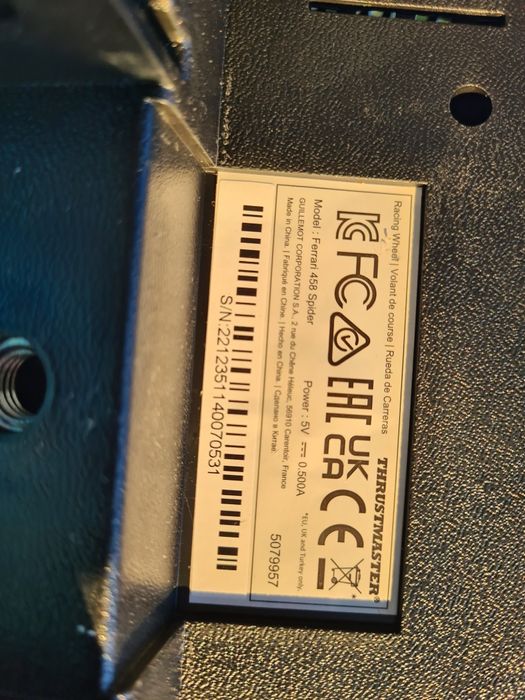 Racing Wheel | Volant de course | Rueda de Carreras
THRUSTMASTER®
FC EAC UK CA CE
Model : Ferrari 458 Spider
Power : 5V ⎓ 0.500A
*EU, UK and Turkey only.
GUILLEMOT CORPORATION S.A., 2 rue du Chêne Héleuc, 56910 Carentoir, France
Made in China. | Fabriqué en Chine. | Hecho en China. | Сделано в Китае.
5079957
S/N:2212351140070531